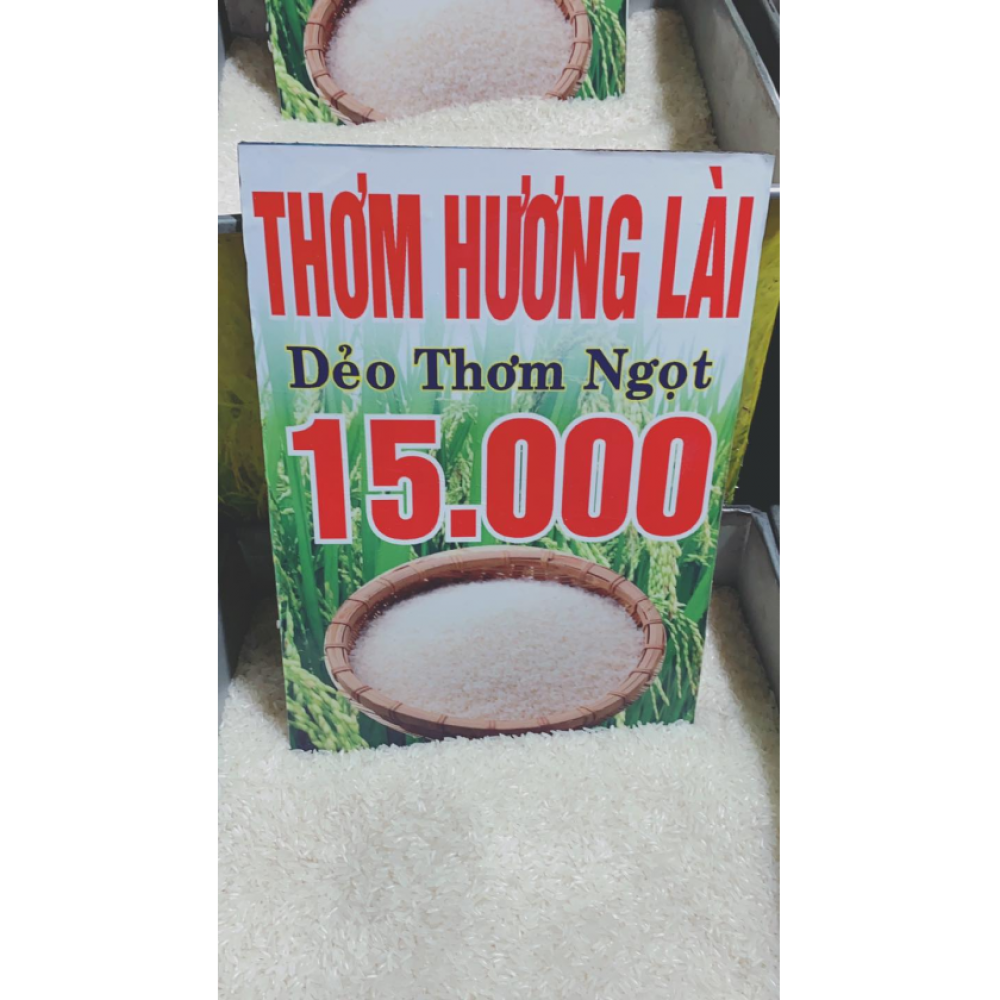 THƠM HƯƠNG LÀI
Dẻo Thơm Ngọt
15.000